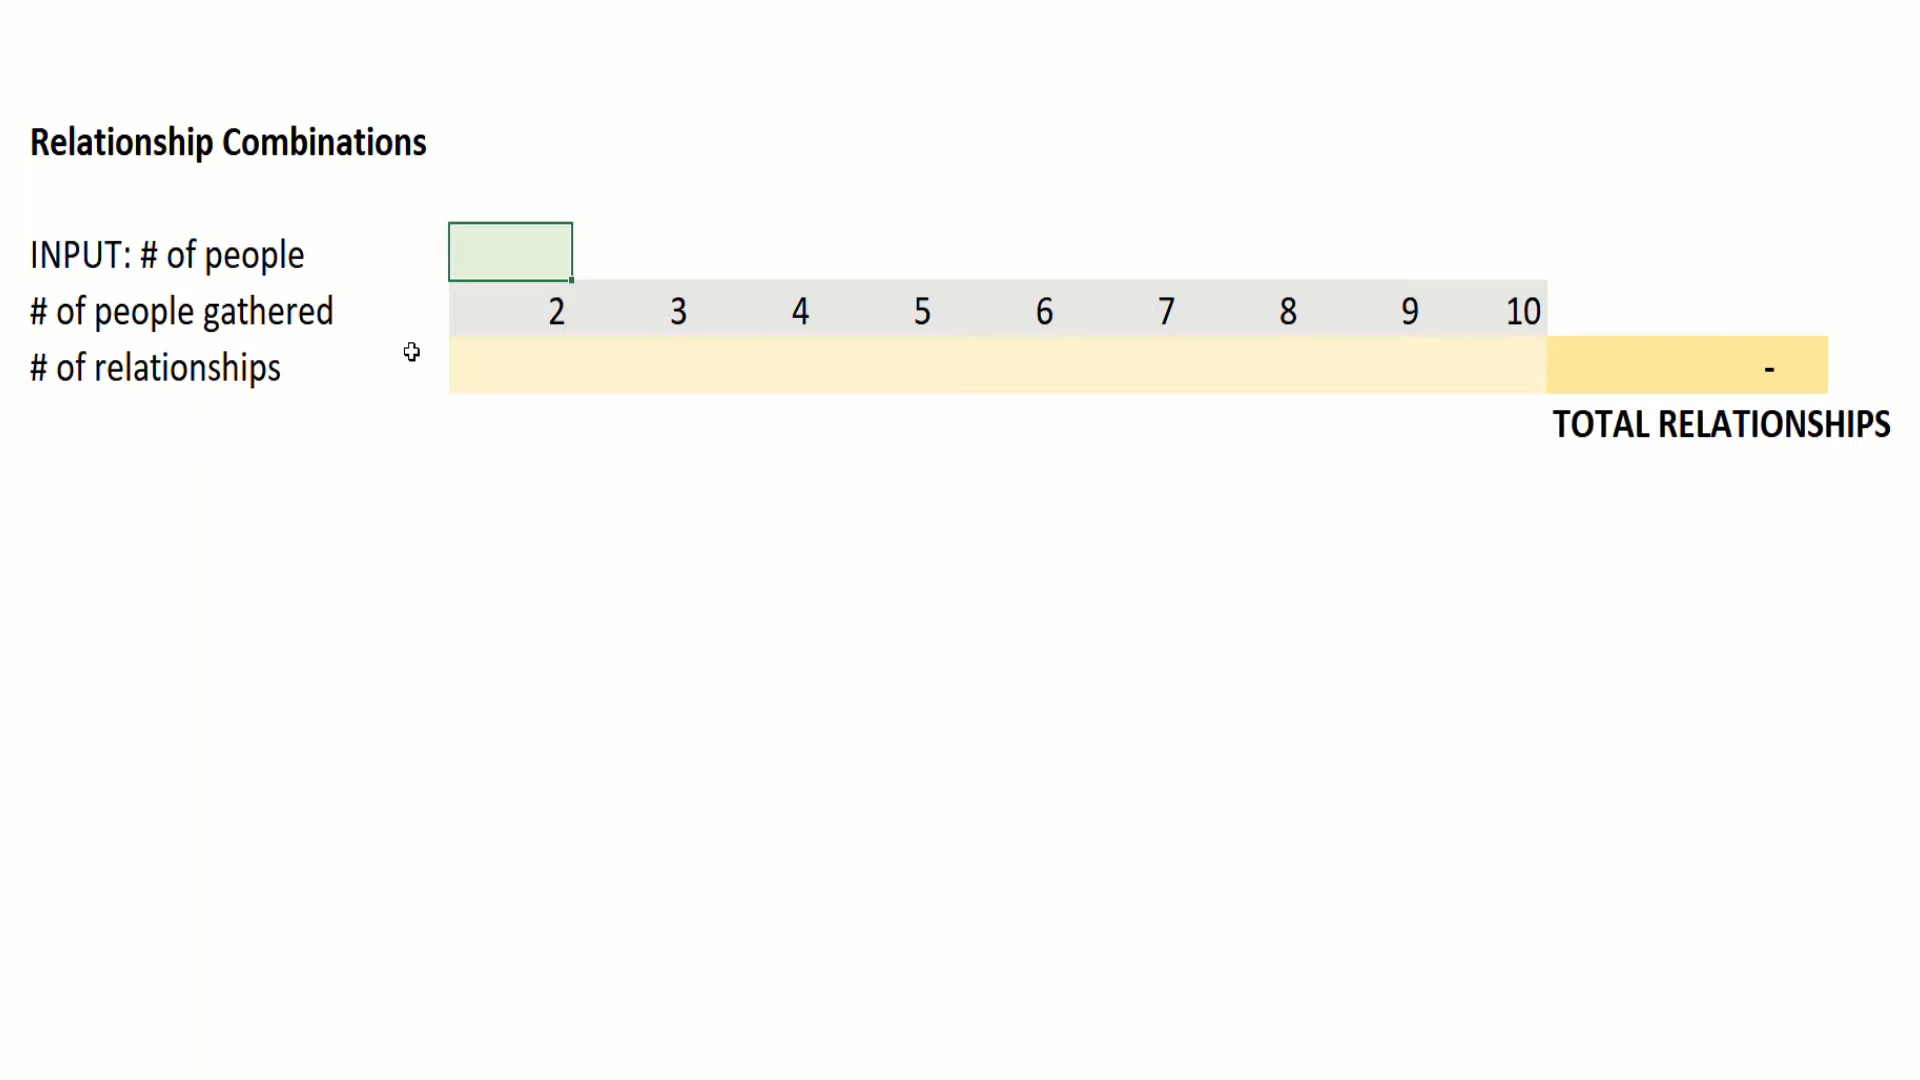 Relationship Combinations
INPUT: # of people
# of people gathered 2 3 4 5 6 7 8 9 10
# of relationships -
TOTAL RELATIONSHIPS